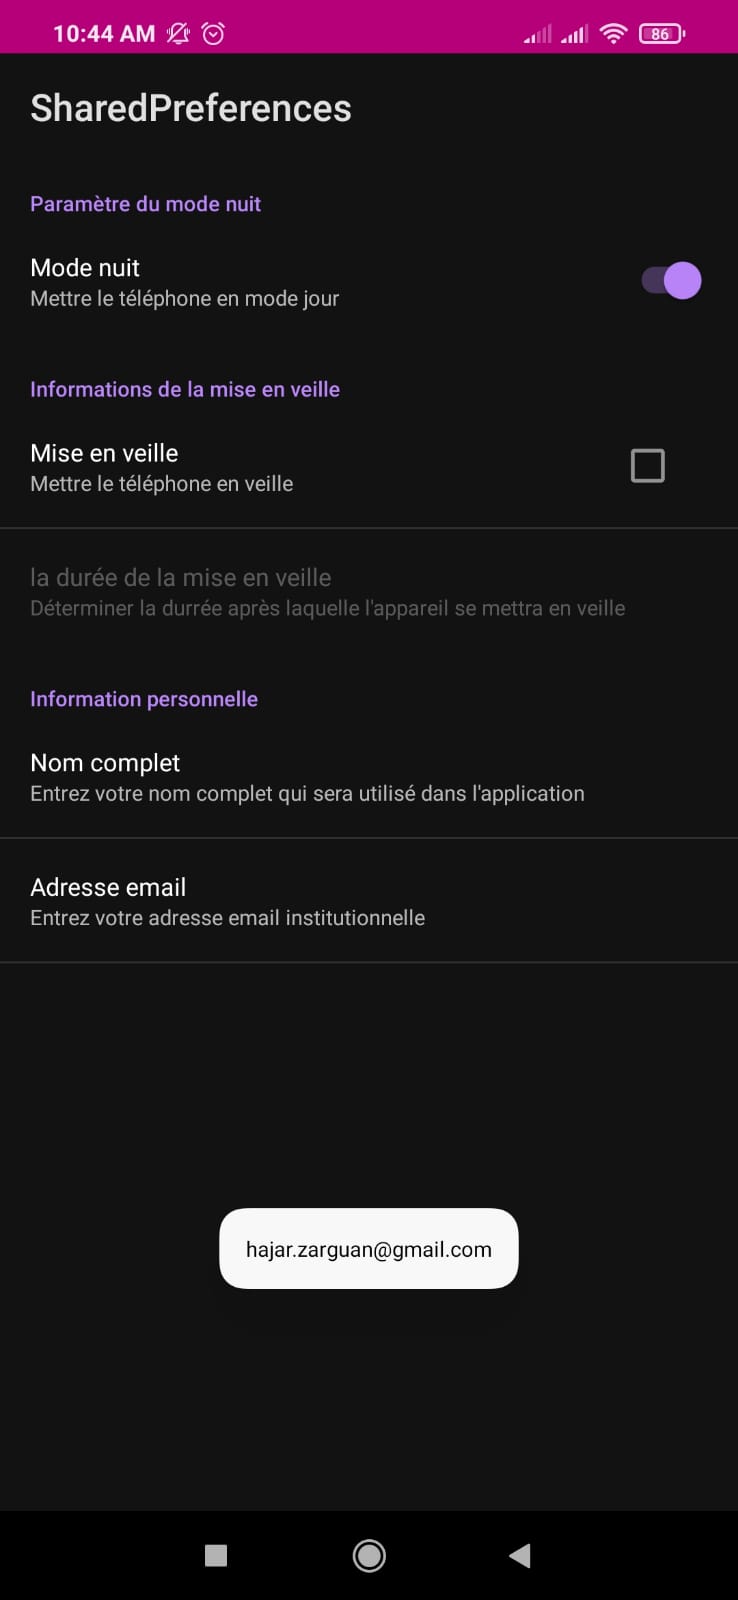 10:44 AM 86
SharedPreferences
Paramètre du mode nuit
Mode nuit
Mettre le téléphone en mode jour
Informations de la mise en veille
Mise en veille
Mettre le téléphone en veille
la durée de la mise en veille
Déterminer la durrée après laquelle l'appareil se mettra en veille
Information personnelle
Nom complet
Entrez votre nom complet qui sera utilisé dans l'application
Adresse email
Entrez votre adresse email institutionnelle
hajar.zarguan@gmail.com